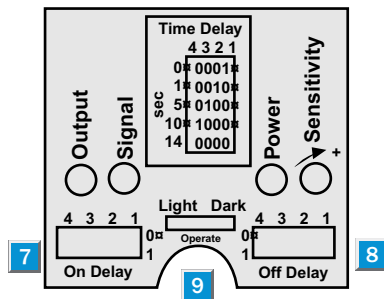 Time Delay
4 3 2 1
0¤ 0001¤
1¤ 0010¤
5¤ 0100¤
10¤ 1000¤
14 0000
sec
Output
Signal
Power
Sensitivity
+
Light Dark
Operate
4 3 2 1
0¤
1
On Delay
4 3 2 1
0¤
1
Off Delay
7
8
9